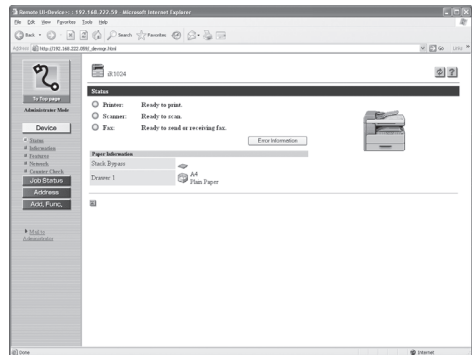 Remote UI<Device>: : 192.168.222.59 - Microsoft Internet Explorer
File Edit View Favorites Tools Help
Back Search Favorites
Address http://192.168.222.59/d_devmgr.html Go Links »
iR1024
To Top page
Administrator Mode
Status
Printer: Ready to print.
Scanner: Ready to scan.
Fax: Ready to send or receiving fax.
Error Information
Device
Status
Information
Features
Network
Counter Check
Job Status
Address
Add. Func.
Mail to
Administrator
Paper Information
Stack Bypass
Drawer 1
A4
Plain Paper
Done Internet